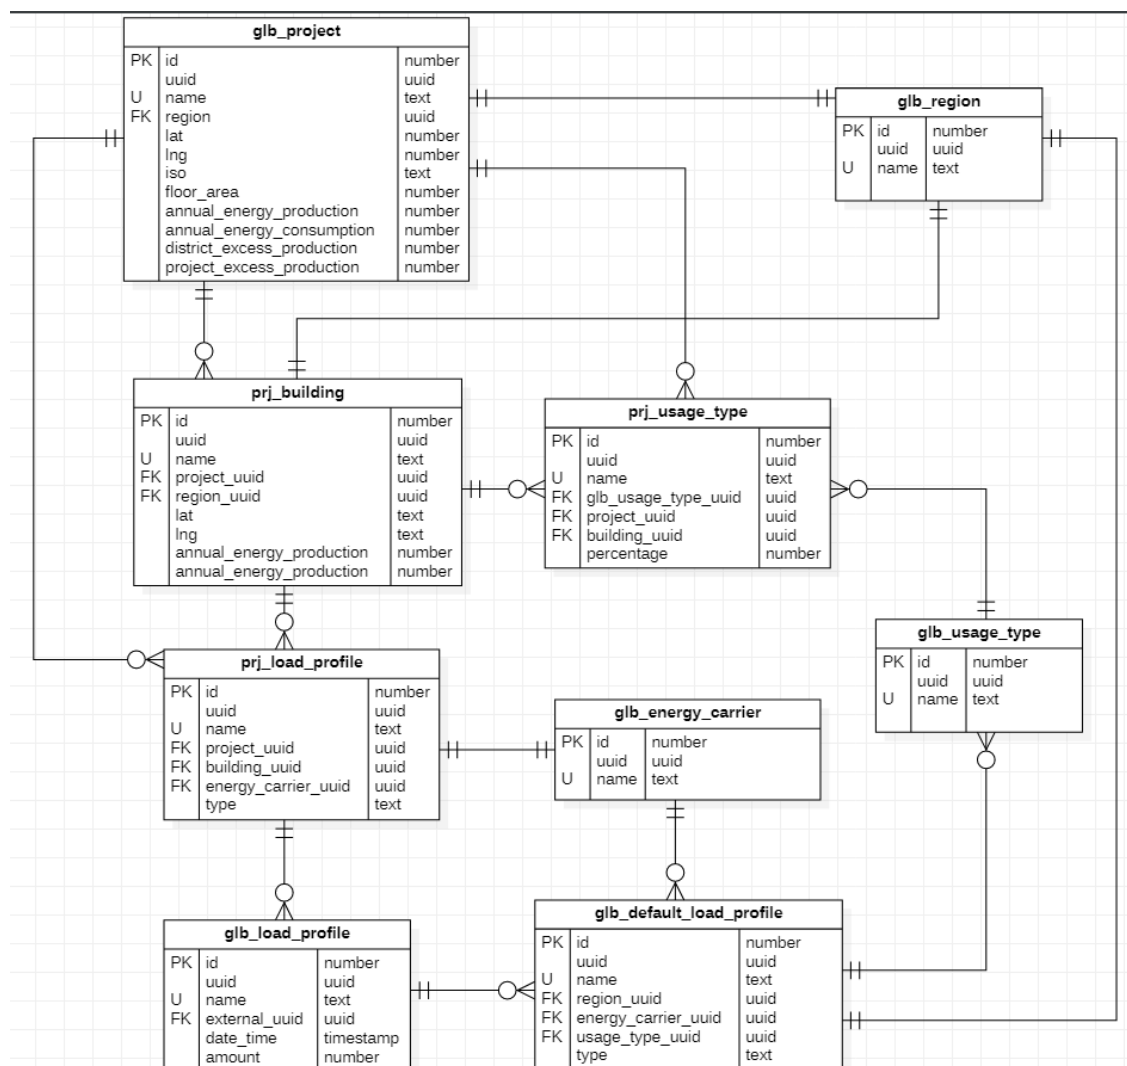 glb_project
PK id number
uuid uuid
U name text
FK region uuid
lat number
lng number
iso text
floor_area number
annual_energy_production number
annual_energy_consumption number
district_excess_production number
project_excess_production number
glb_region
PK id number
uuid uuid
U name text
prj_building
PK id number
uuid uuid
U name text
FK project_uuid uuid
FK region_uuid uuid
lat text
lng text
annual_energy_production number
annual_energy_production number
prj_usage_type
PK id number
uuid uuid
U name text
FK glb_usage_type_uuid uuid
FK project_uuid uuid
FK building_uuid uuid
percentage number
glb_usage_type
PK id number
uuid uuid
U name text
prj_load_profile
PK id number
uuid uuid
U name text
FK project_uuid uuid
FK building_uuid uuid
FK energy_carrier_uuid uuid
type text
glb_energy_carrier
PK id number
uuid uuid
U name text
glb_load_profile
PK id number
uuid uuid
U name text
FK external_uuid uuid
date_time timestamp
amount number
glb_default_load_profile
PK id number
uuid uuid
U name text
FK region_uuid uuid
FK energy_carrier_uuid uuid
FK usage_type_uuid uuid
type text